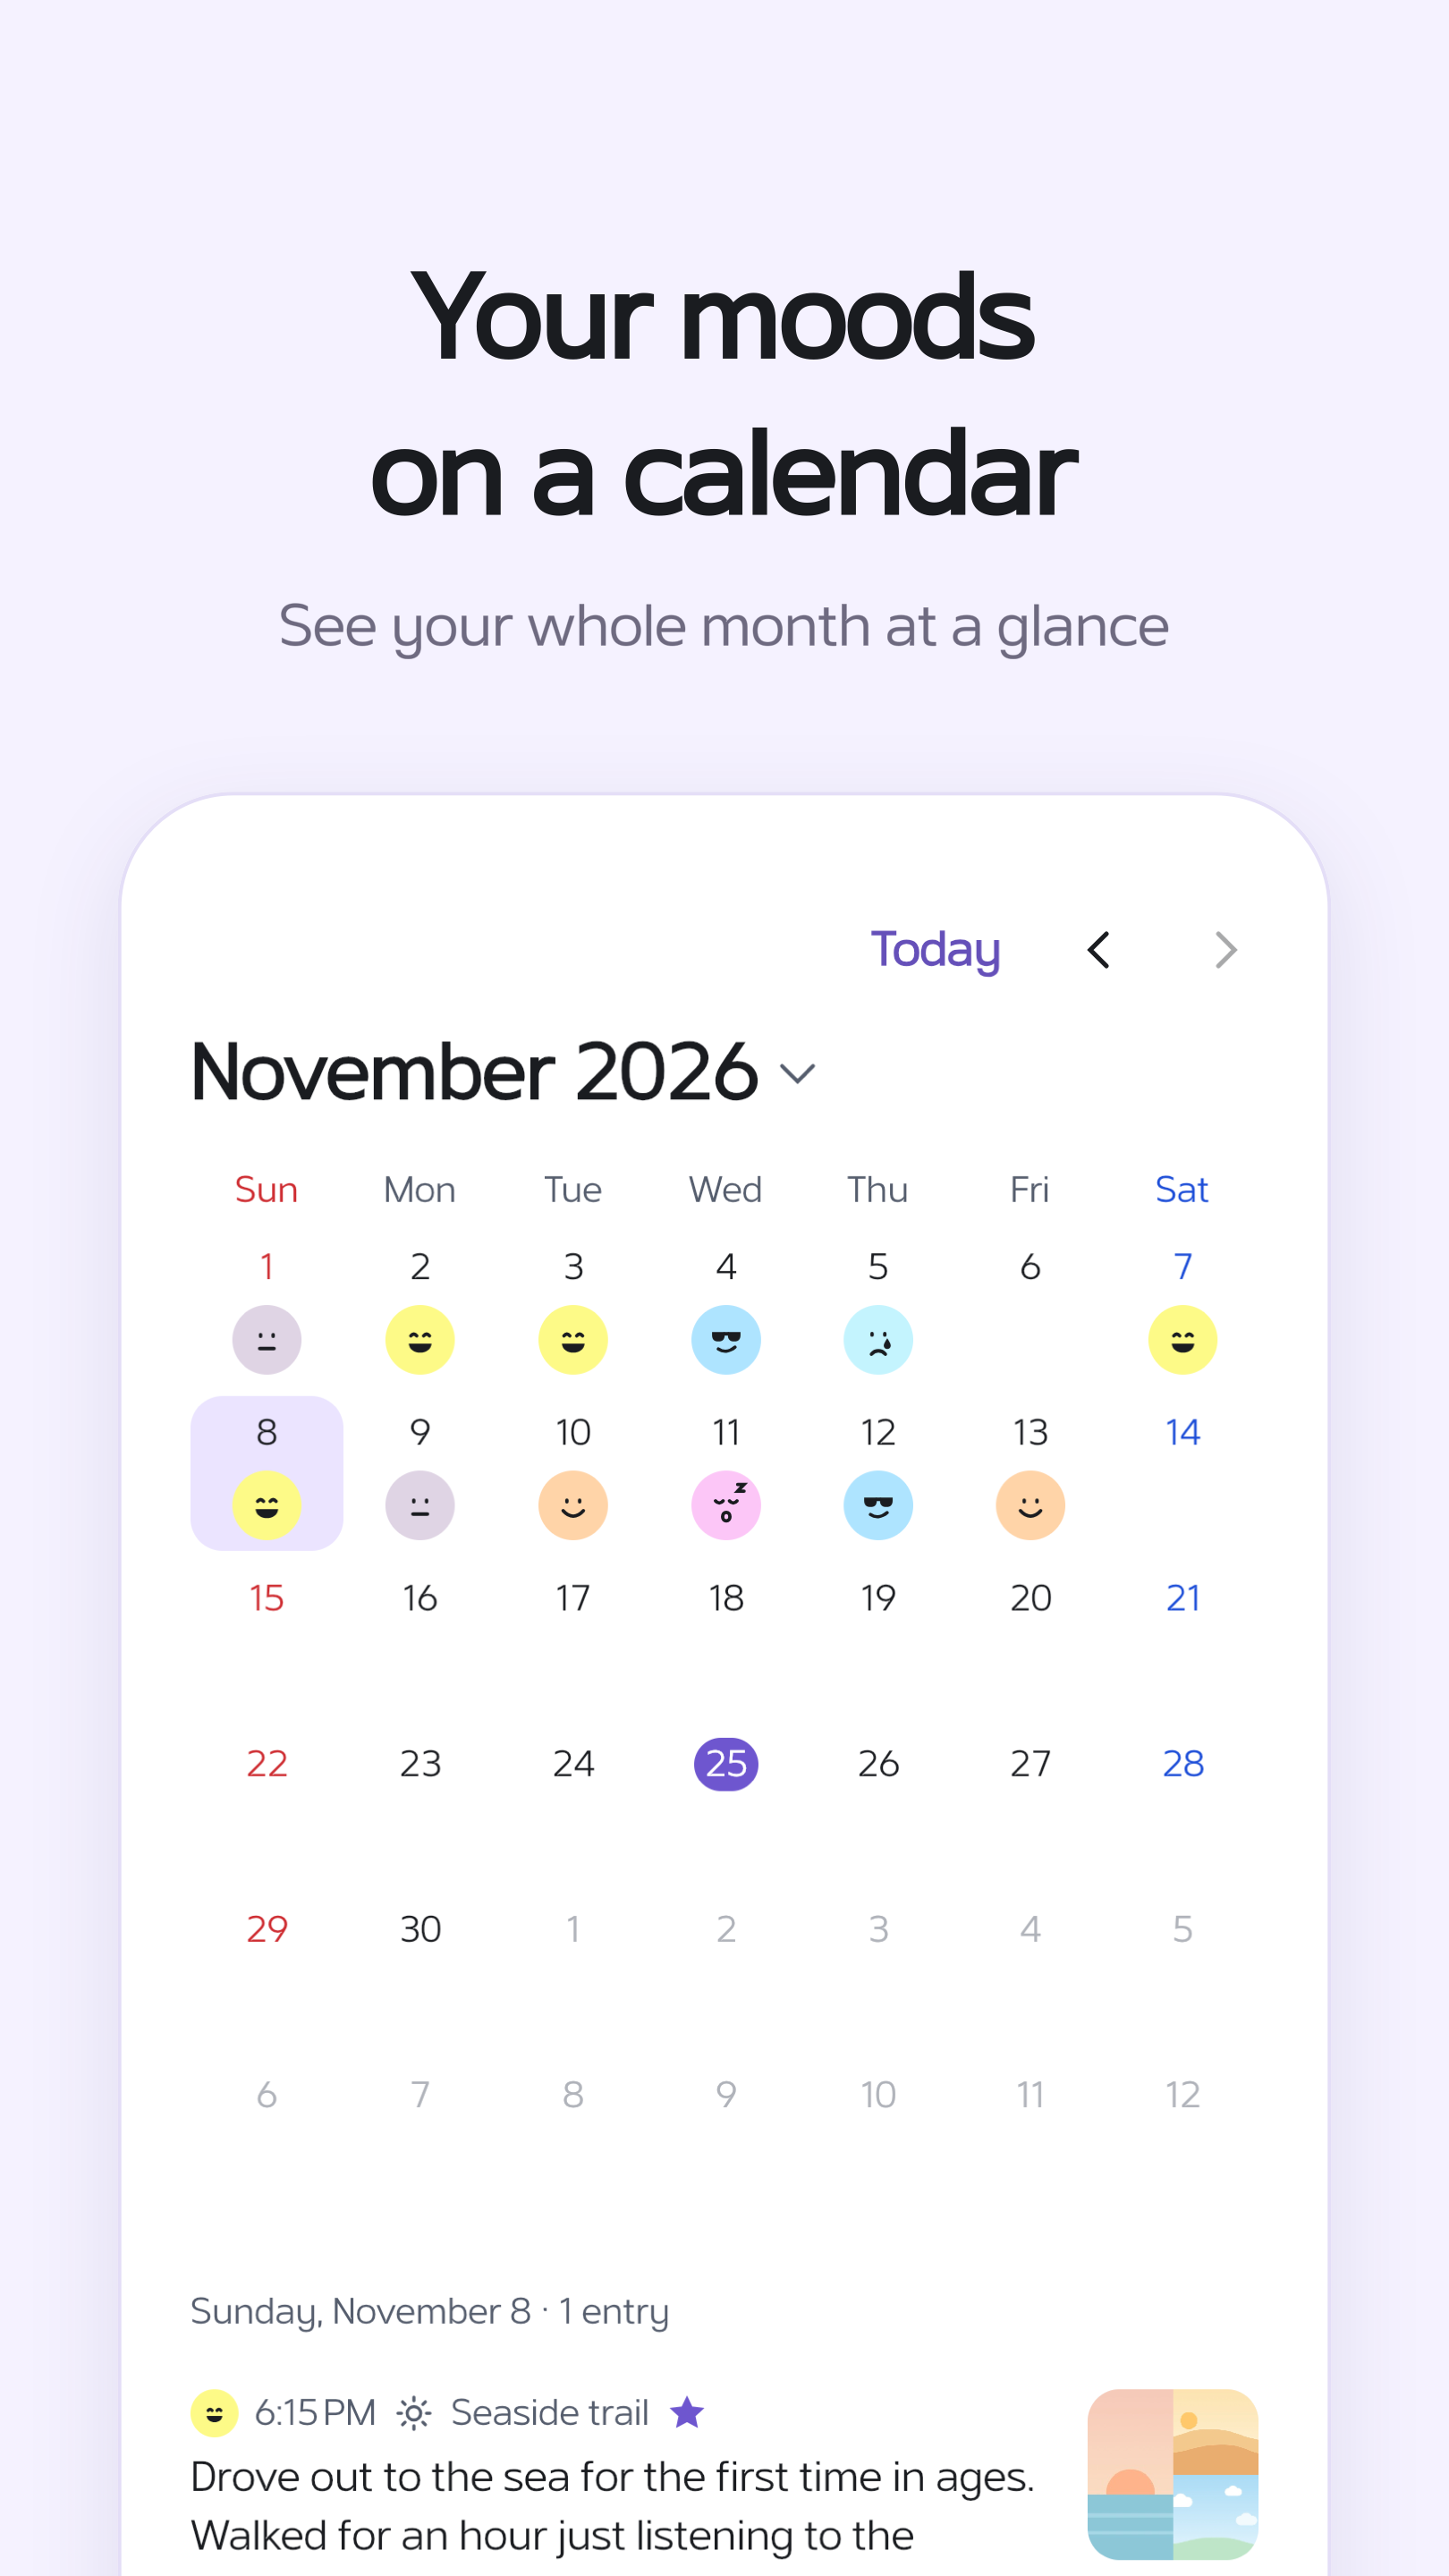 Your moods
on a calendar
See your whole month at a glance
Today
November 2026
Sun Mon Tue Wed Thu Fri Sat
1 2 3 4 5 6 7
8 9 10 11 12 13 14
15 16 17 18 19 20 21
22 23 24 25 26 27 28
29 30 1 2 3 4 5
6 7 8 9 10 11 12
Sunday, November 8 · 1 entry
6:15 PM Seaside trail
Drove out to the sea for the first time in ages.
Walked for an hour just listening to the